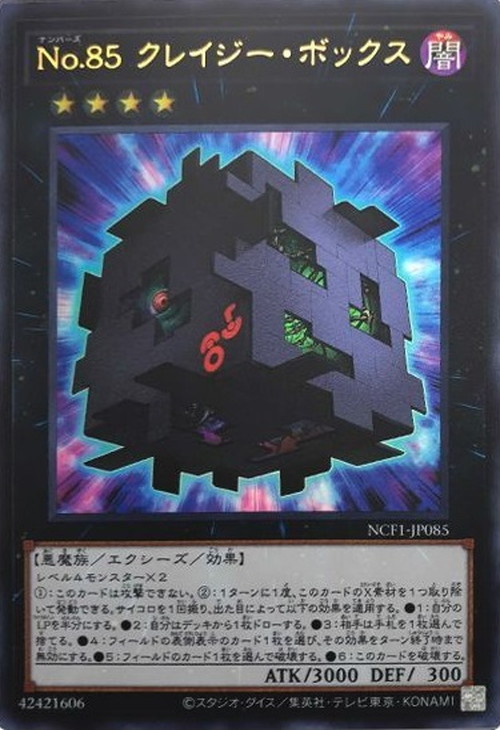 ナンバーズ
No.85 クレイジー・ボックス
やみ
闇
85
NCF1-JP085
【悪魔族／エクシーズ／効果】
レベル4モンスター×2
①：このカードは攻撃できない。②：1ターンに1度、このカードのX素材を1つ取り除
いて発動できる。サイコロを1回振り、出た目によって以下の効果を適用する。●1：自分の
LPを半分にする。●2：自分はデッキから1枚ドローする。●3：相手は手札を1枚選んで
捨てる。●4：フィールドの表側表示のカード1枚を選び、その効果をターン終了時まで
無効にする。●5：フィールドのカード1枚を選んで破壊する。●6：このカードを破壊する。
ATK/3000 DEF/ 300
42421606 ©スタジオ・ダイス／集英社・テレビ東京・KONAMI